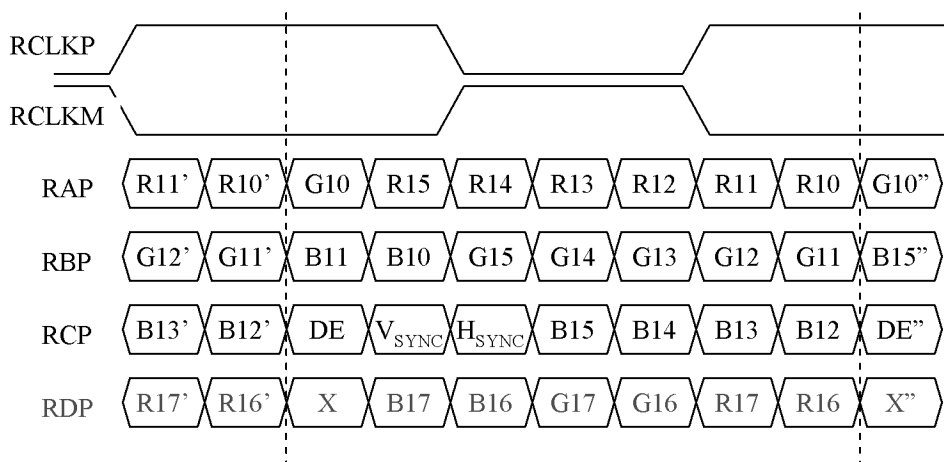 RCLKP
RCLKM
RAP R11’ R10’ G10 R15 R14 R13 R12 R11 R10 G10”
RBP G12’ G11’ B11 B10 G15 G14 G13 G12 G11 B15”
RCP B13’ B12’ DE VSYNC HSYNC B15 B14 B13 B12 DE”
RDP R17’ R16’ X B17 B16 G17 G16 R17 R16 X”